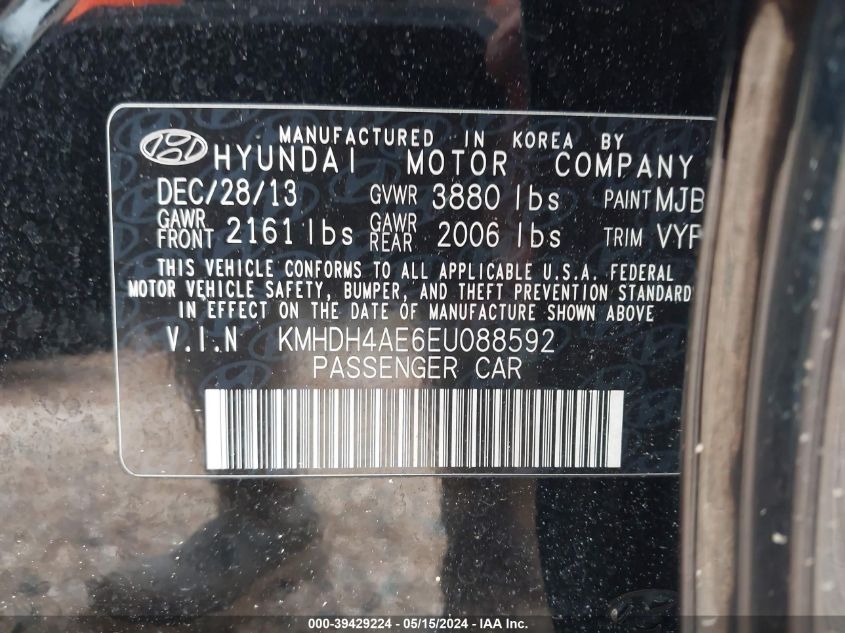 MANUFACTURED IN KOREA BY
HYUNDAI MOTOR COMPANY
DEC/28/13 GVWR 3880 lbs PAINT MJB
GAWR FRONT 2161 lbs GAWR REAR 2006 lbs TRIM
THIS VEHICLE CONFORMS TO ALL APPLICABLE U.S.A. FEDERAL
MOTOR VEHICLE SAFETY, BUMPER, AND THEFT PREVENTION STANDARD
IN EFFECT ON THE DATE OF MANUFACTURE SHOWN ABOVE
V.I.N KMHDH4AE6EU088592
PASSENGER CAR
000-39429224 - 05/15/2024 - IAA Inc.